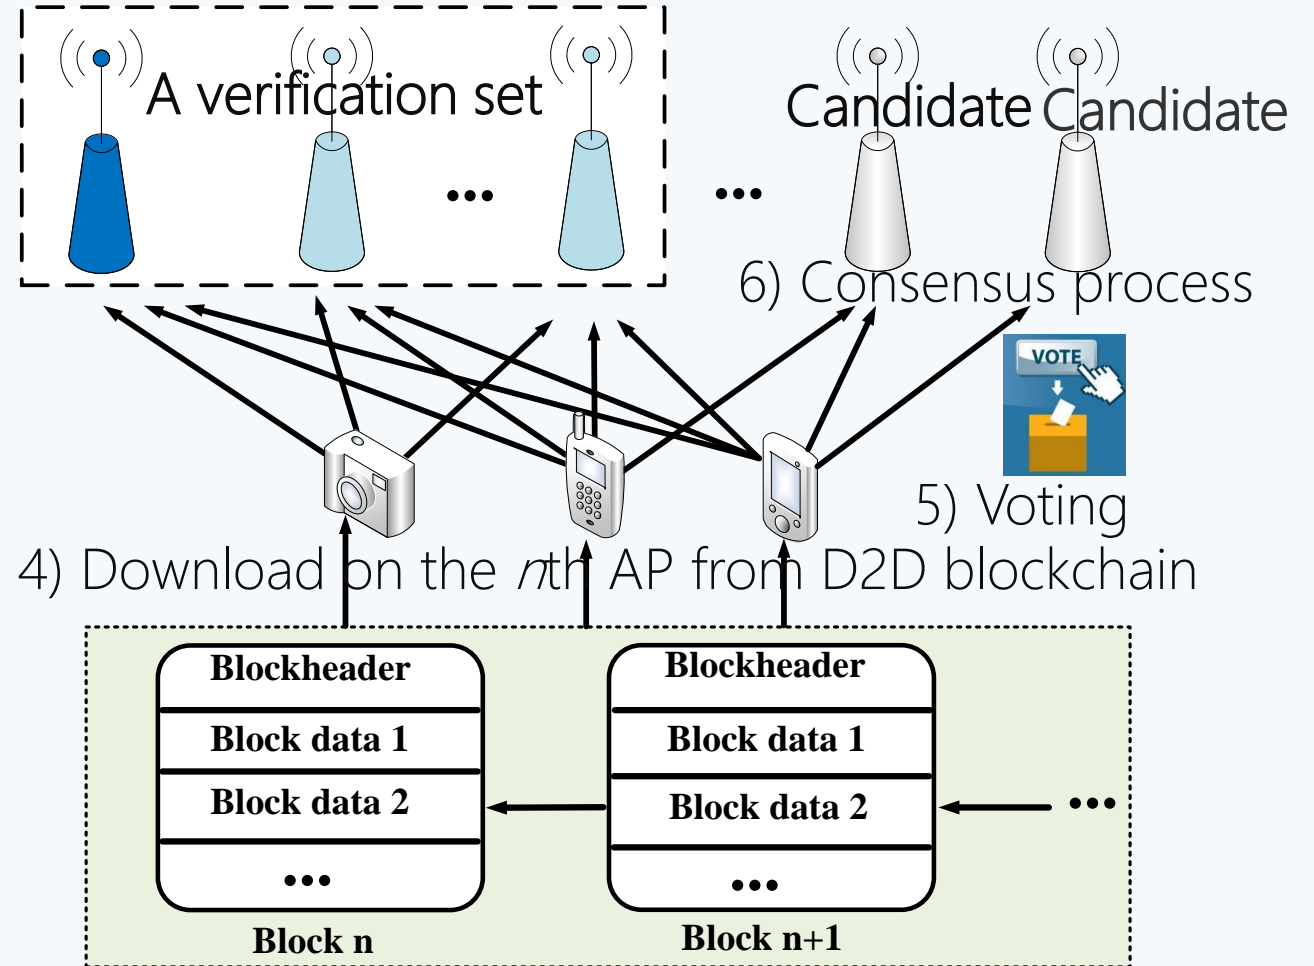 A verification set
Candidate
Candidate
•••
•••
6) Consensus process
VOTE
5) Voting
4) Download on the nth AP from D2D blockchain
Blockheader
Block data 1
Block data 2
•••
Block n
Blockheader
Block data 1
Block data 2
•••
Block n+1
•••